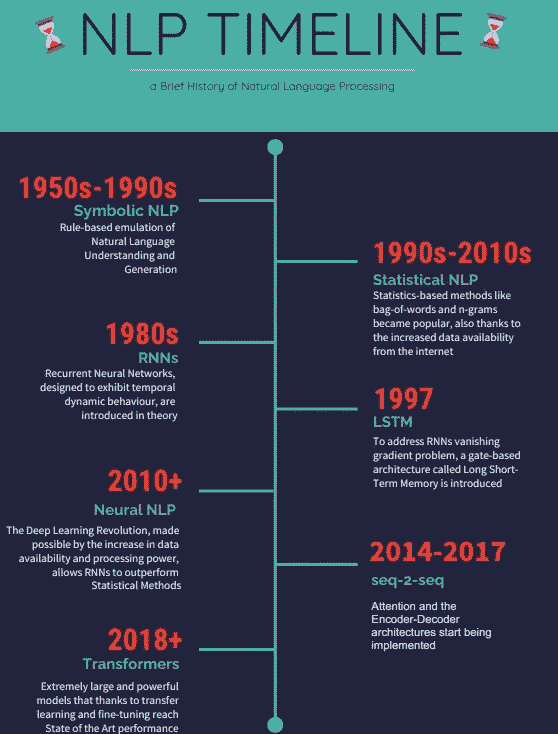 NLP TIMELINE
a Brief History of Natural Language Processing
1950s-1990s
Symbolic NLP
Rule-based emulation of
Natural Language
Understanding and
Generation
1990s-2010s
Statistical NLP
Statistics-based methods like
bag-of-words and n-grams
became popular, also thanks to
the increased data availability
from the internet
1980s
RNNs
Recurrent Neural Networks,
designed to exhibit temporal
dynamic behaviour, are
introduced in theory
1997
LSTM
To address RNNs vanishing
gradient problem, a gate-based
architecture called Long Short-
Term Memory is introduced
2010+
Neural NLP
The Deep Learning Revolution, made
possible by the increase in data
availability and processing power,
allows RNNs to outperform
Statistical Methods
2014-2017
seq-2-seq
Attention and the
Encoder-Decoder
architectures start being
implemented
2018+
Transformers
Extremely large and powerful
models that thanks to transfer
learning and fine-tuning reach
State of the Art performance